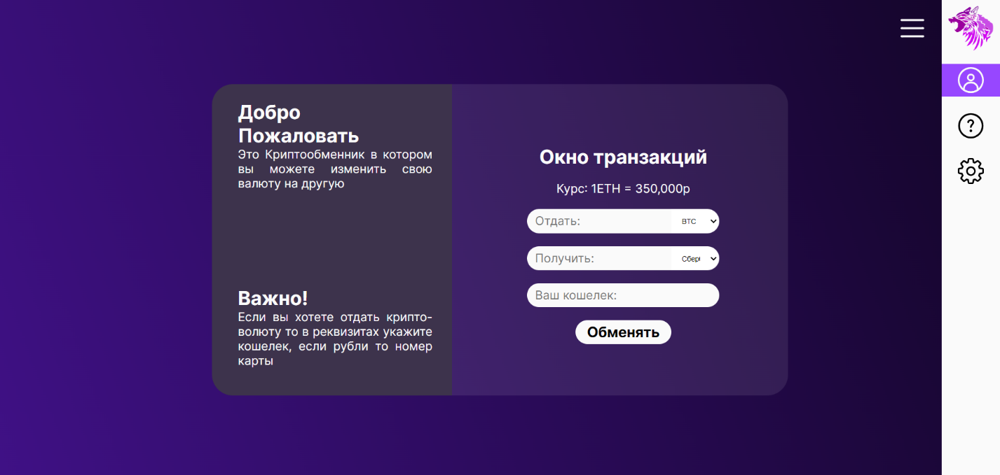 Добро
Пожаловать
Это Криптообменник в котором
вы можете изменить свою
валюту на другую
Важно!
Если вы хотете отдать крипто-
волюту то в реквизитах укажите
кошелек, если рубли то номер
карты
Окно транзакций
Курс: 1ETH = 350,000р
Отдать: BTC
Получить: Сбер
Ваш кошелек:
Обменять
?